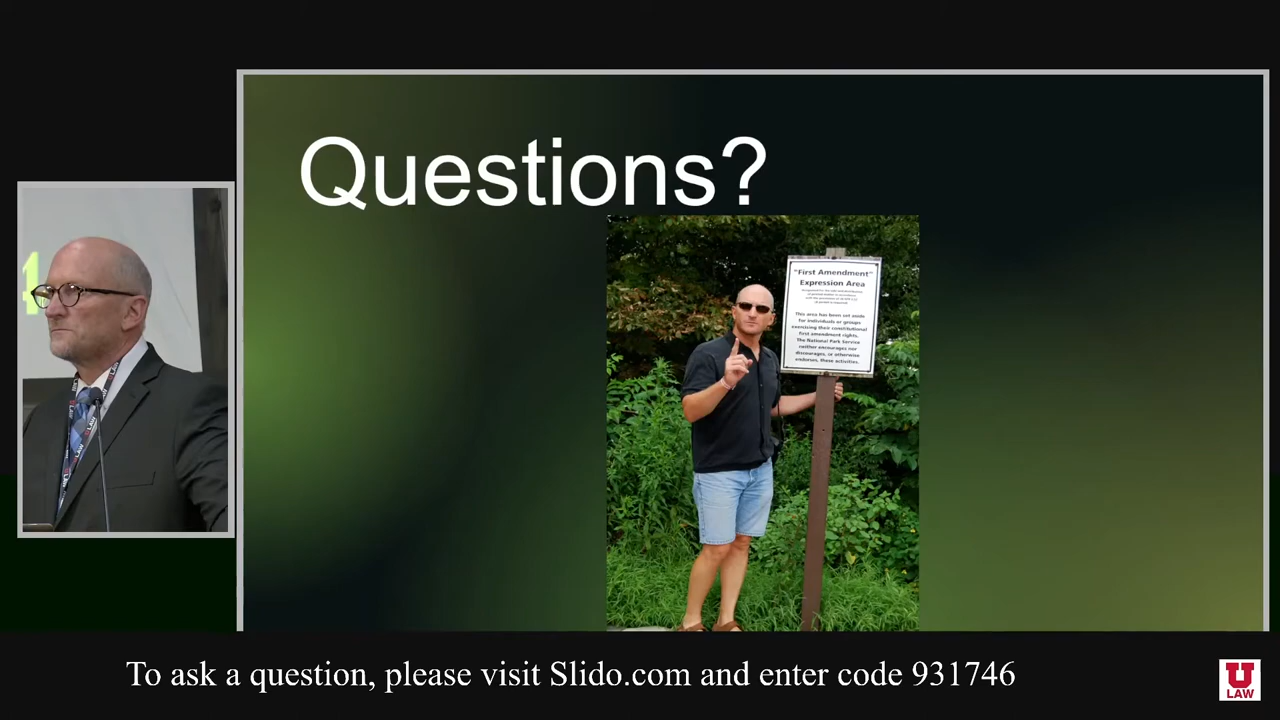 Questions?
"First Amendment"
Expression Area
This area has been set aside
for individuals or groups
exercising their constitutional
first amendment rights.
The National Park Service
neither encourages nor
discourages, or otherwise
endorses, these activities.
4
LAW
To ask a question, please visit Slido.com and enter code 931746
U
LAW